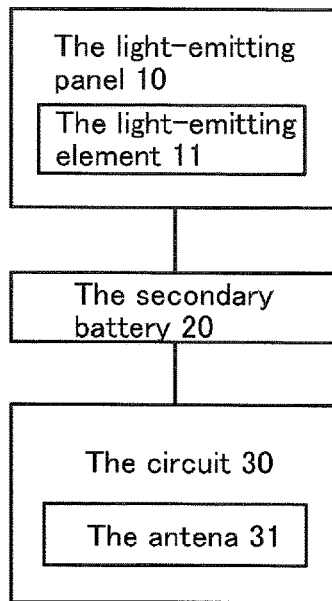 The light-emitting
panel 10
The light-emitting
element 11
The secondary
battery 20
The circuit 30
The antena 31